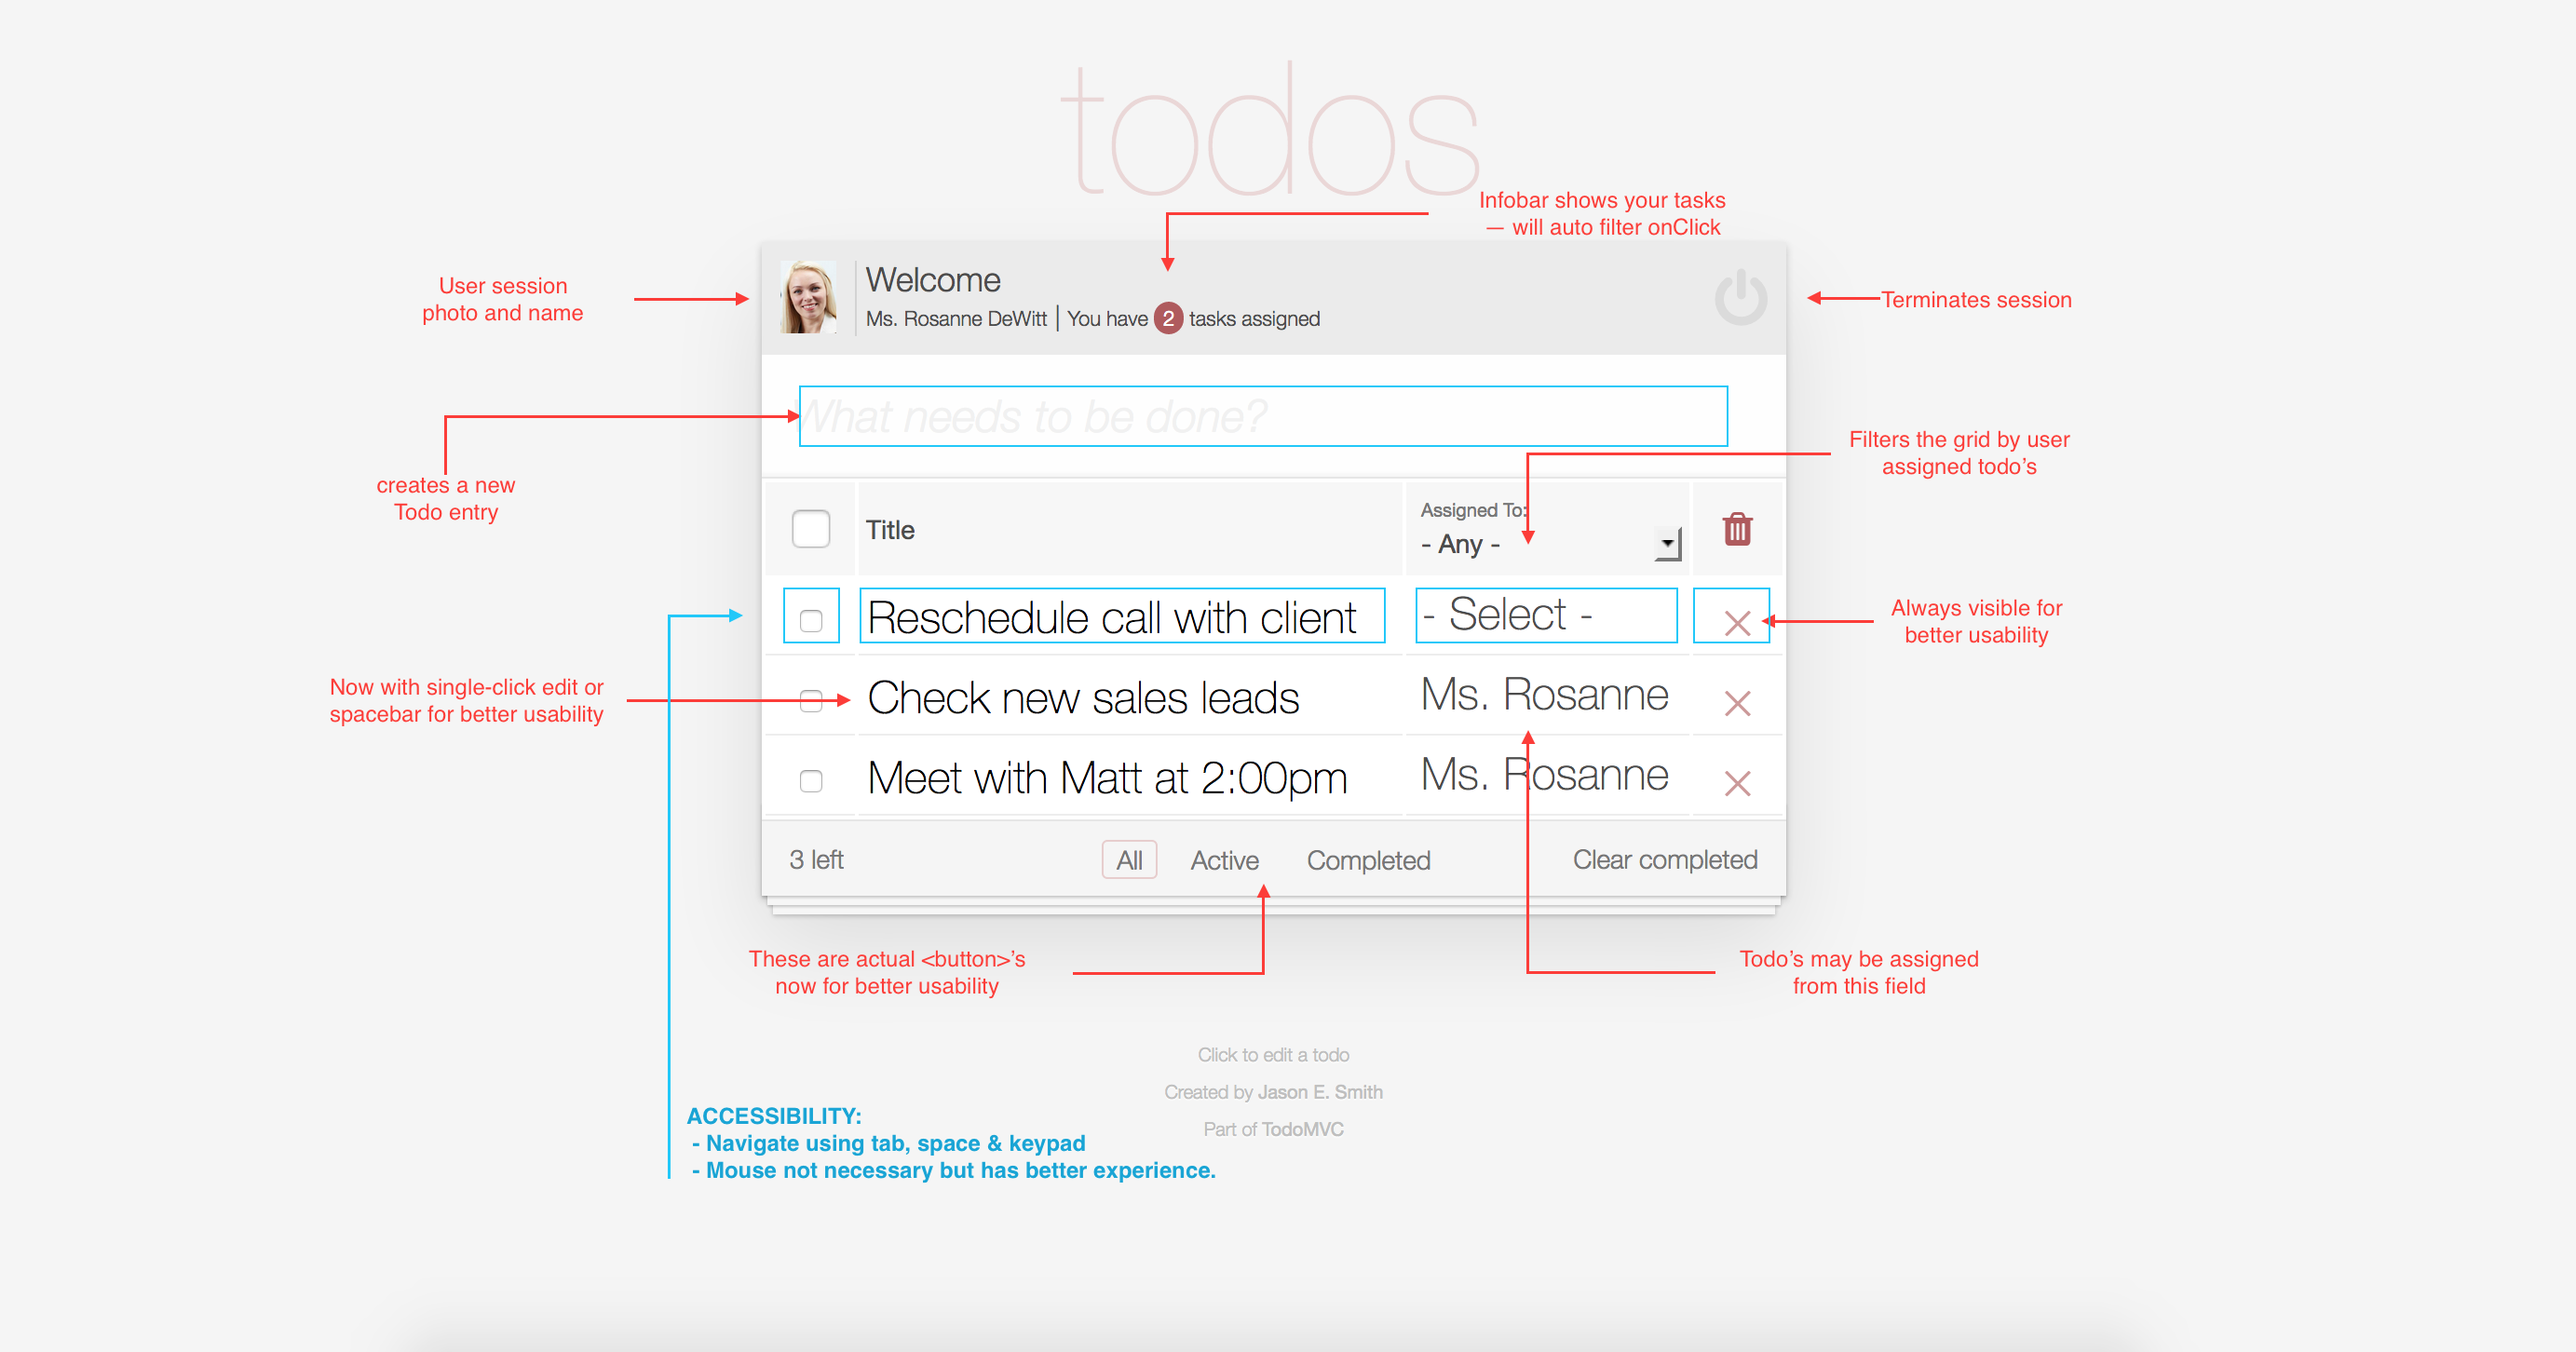 todos
Infobar shows your tasks
— will auto filter onClick
User session
photo and name
Welcome
Ms. Rosanne DeWitt | You have 2 tasks assigned
Terminates session
What needs to be done?
creates a new
Todo entry
Filters the grid by user
assigned todo’s
Title
Assigned To:
- Any -
Reschedule call with client
- Select -
Always visible for
better usability
Now with single-click edit or
spacebar for better usability
Check new sales leads
Ms. Rosanne
Meet with Matt at 2:00pm
Ms. Rosanne
3 left
All
Active
Completed
Clear completed
These are actual <button>’s
now for better usability
Todo’s may be assigned
from this field
Click to edit a todo
Created by Jason E. Smith
Part of TodoMVC
ACCESSIBILITY:
- Navigate using tab, space & keypad
- Mouse not necessary but has better experience.